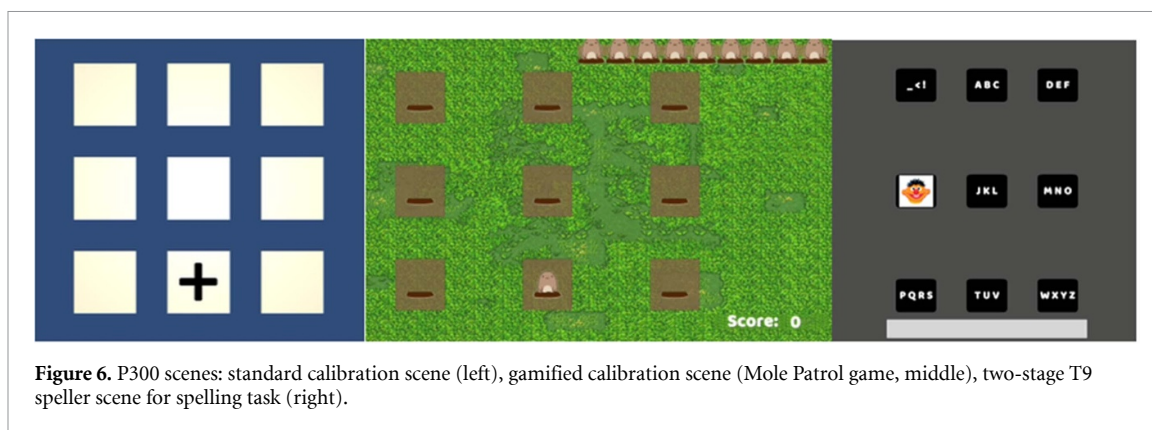 _<! ABC DEF
JKL MNO
PQRS TUV WXYZ
Score: 0
Figure 6. P300 scenes: standard calibration scene (left), gamified calibration scene (Mole Patrol game, middle), two-stage T9
speller scene for spelling task (right).